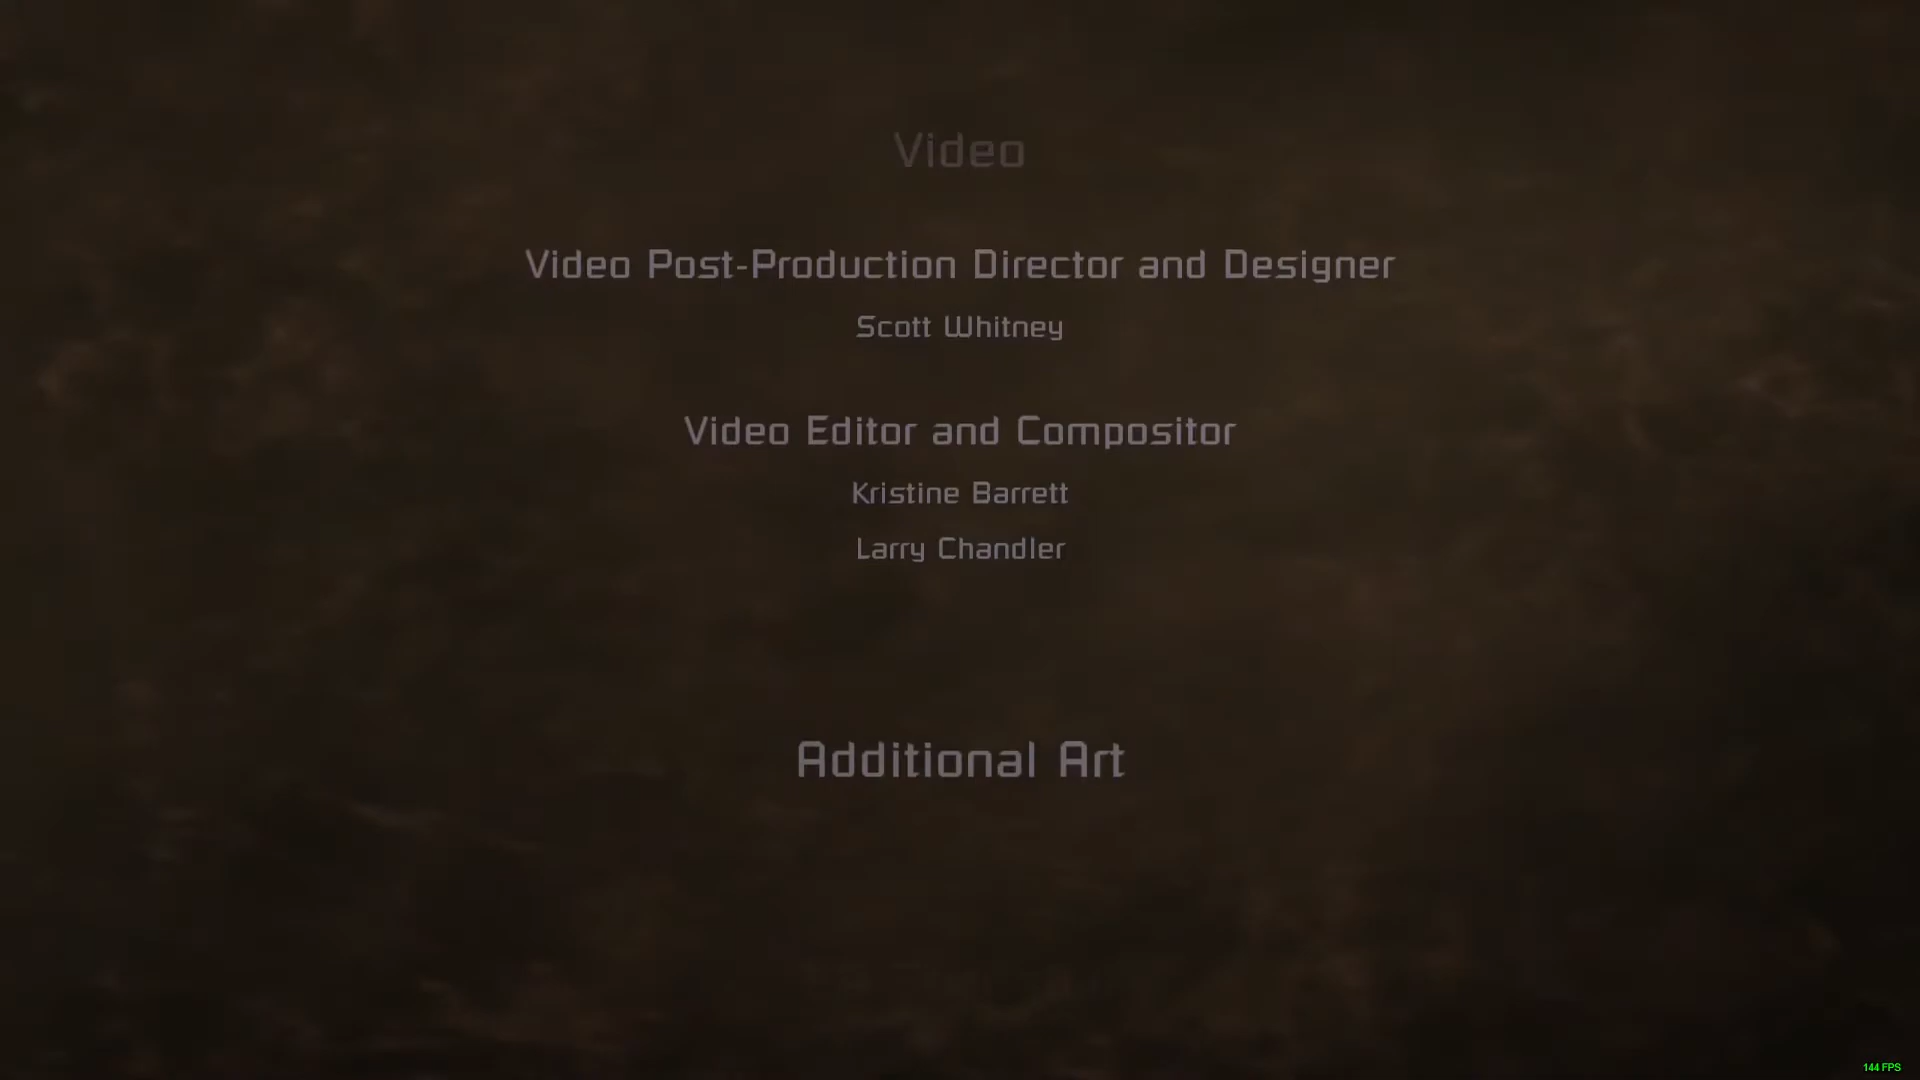 Video
Video Post-Production Director and Designer
Scott Whitney
Video Editor and Compositor
Kristine Barrett
Larry Chandler
Additional Art
144 FPS